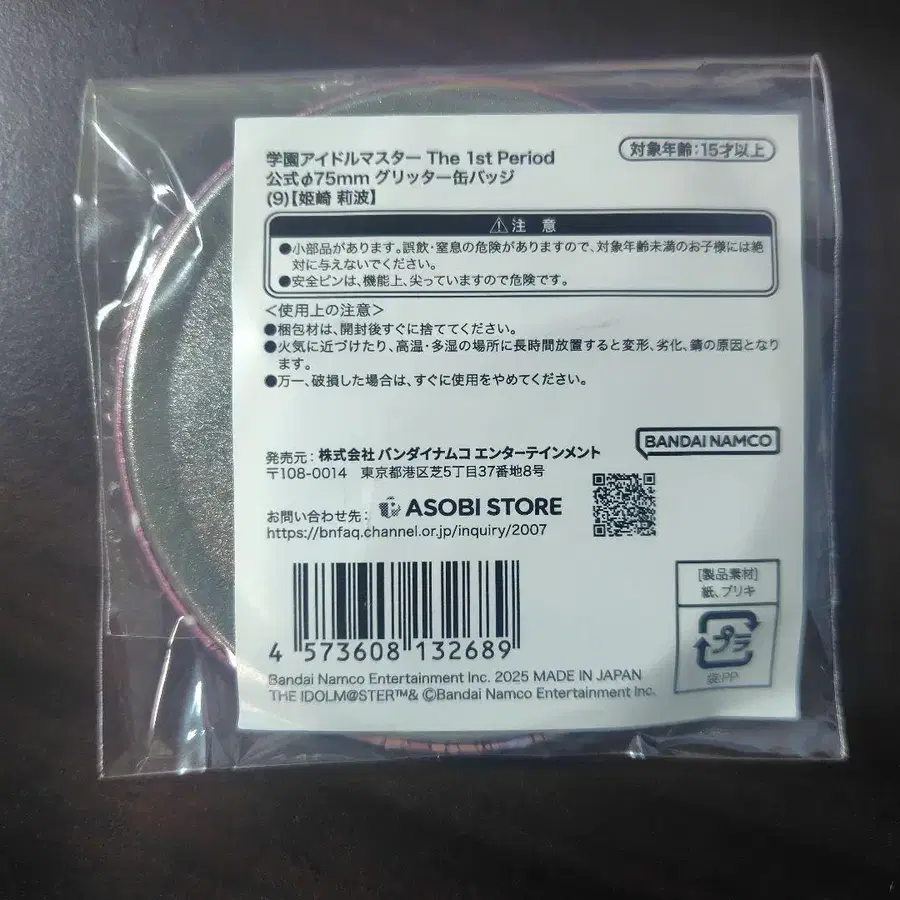 学園アイドルマスター The 1st Period
公式φ75mm グリッター缶バッジ
(9)【姫崎 莉波】
対象年齢:15才以上
⚠注 意
●小部品があります。誤飲・窒息の危険がありますので、対象年齢未満のお子様には絶
対に与えないでください。
●安全ピンは、機能上、尖っていますので危険です。
<使用上の注意>
●梱包材は、開封後すぐに捨ててください。
●火気に近づけたり、高温・多湿の場所に長時間放置すると変形、劣化、錆の原因となり
ます。
●万一、破損した場合は、すぐに使用をやめてください。
BANDAI NAMCO
発売元:株式会社 バンダイナムコ エンターテインメント
〒108-0014 東京都港区芝5丁目37番地8号
お問い合わせ先: ASOBI STORE
https://bnfaq.channel.or.jp/inquiry/2007
[製品素材]
紙、ブリキ
プラ
袋:PP
4 573608 132689
Bandai Namco Entertainment Inc. 2025 MADE IN JAPAN
THE IDOLM@STER™& ©Bandai Namco Entertainment Inc.